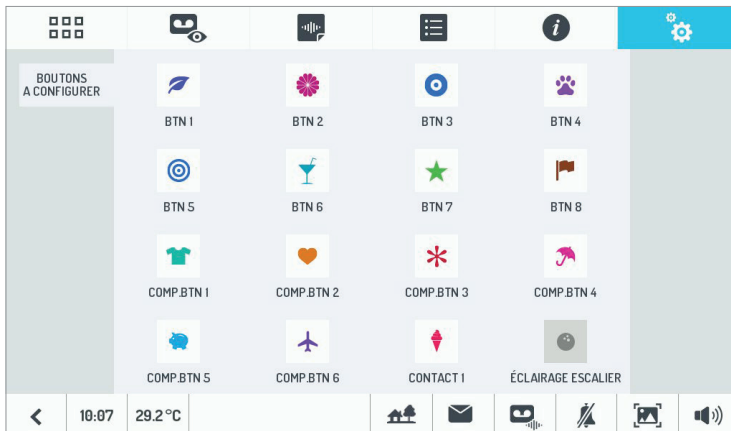 BOUTONS
A CONFIGURER
BTN 1
BTN 2
BTN 3
BTN 4
BTN 5
BTN 6
BTN 7
BTN 8
COMP.BTN 1
COMP.BTN 2
COMP.BTN 3
COMP.BTN 4
COMP.BTN 5
COMP.BTN 6
CONTACT 1
ÉCLAIRAGE ESCALIER
10:07
29.2 °C